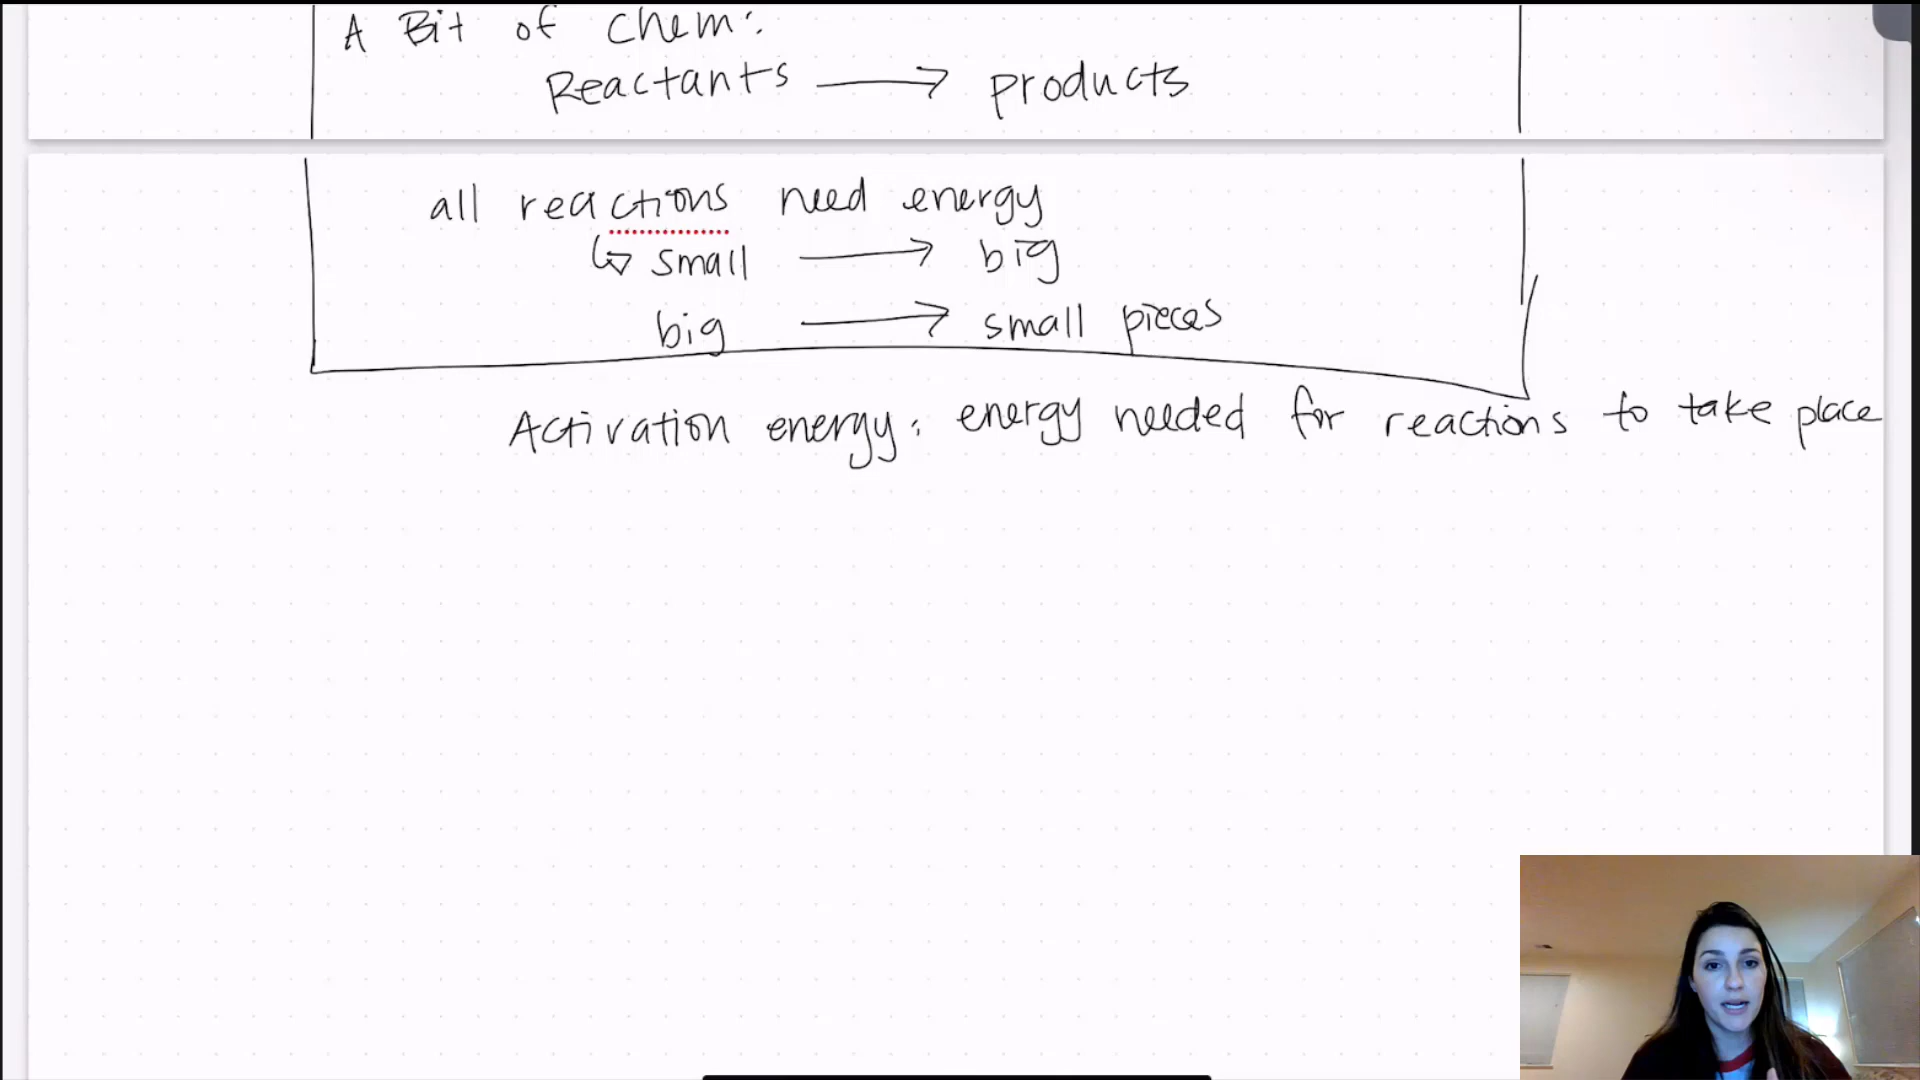 A Bit of Chem:
Reactants → products
all reactions need energy
↳ small → big
big → small pieces
Activation energy: energy needed for reactions to take place